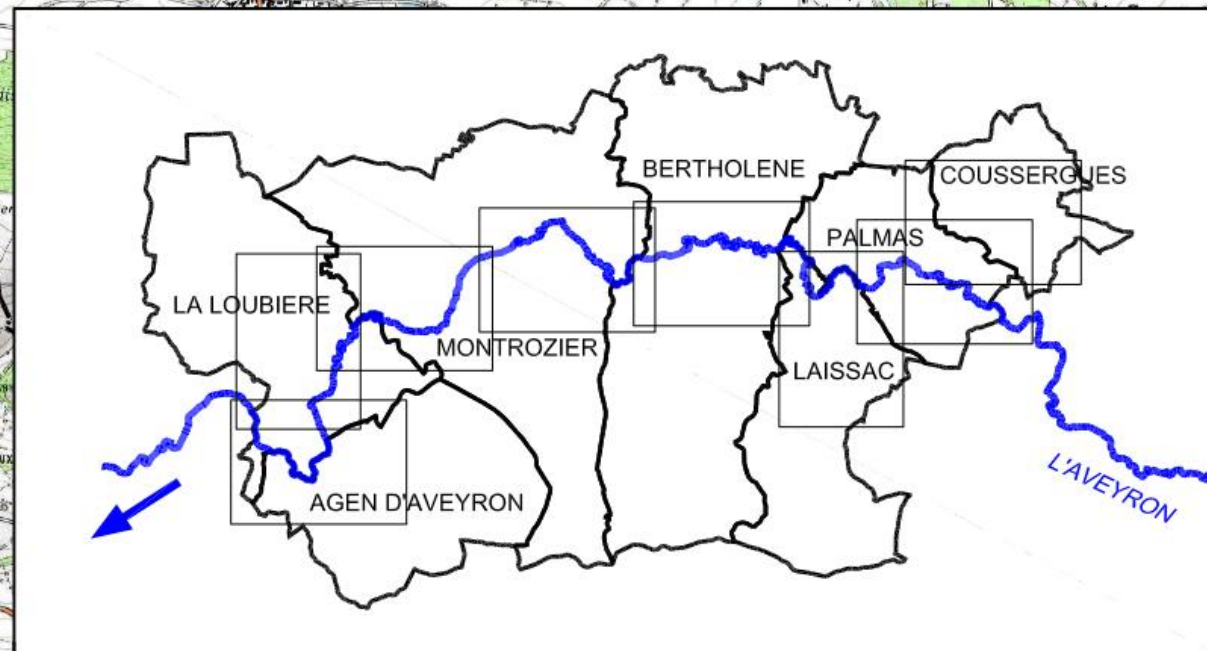 BERTHOLENE
COUSSERGUES
PALMAS
LA LOUBIERE
MONTROZIER
LAISSAC
AGEN D'AVEYRON
L'AVEYRON